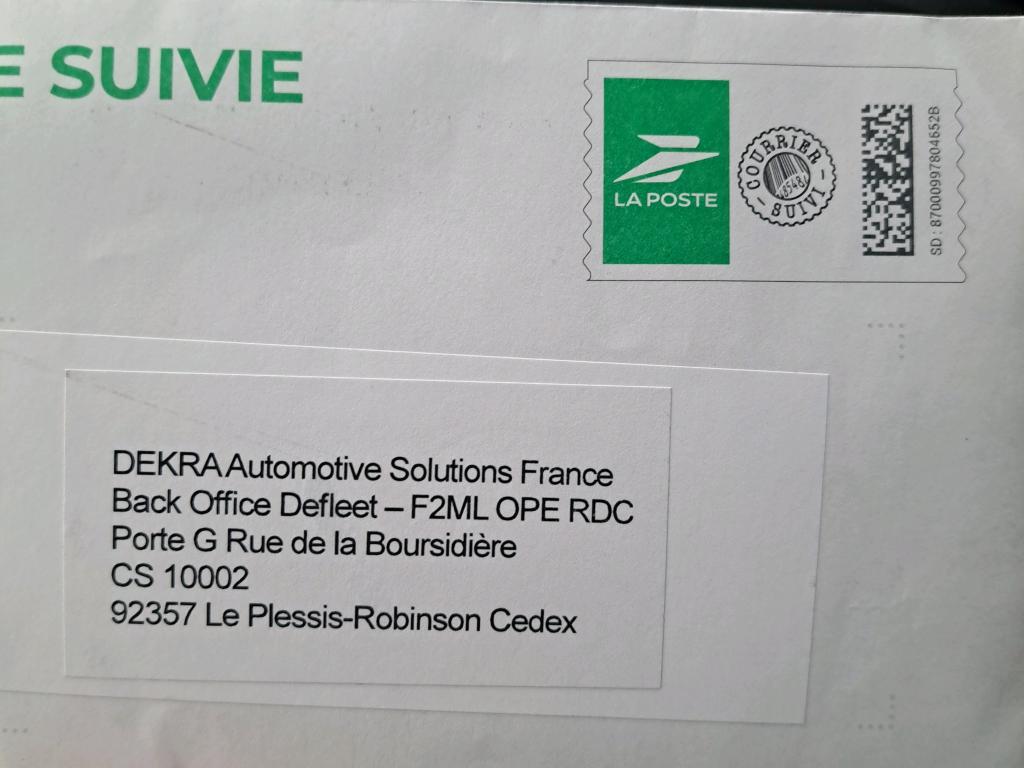 E SUIVIE
LA POSTE
COURRIER
SUIVI
SD : 87000997804652B
DEKRA Automotive Solutions France
Back Office Defleet – F2ML OPE RDC
Porte G Rue de la Boursidière
CS 10002
92357 Le Plessis-Robinson Cedex